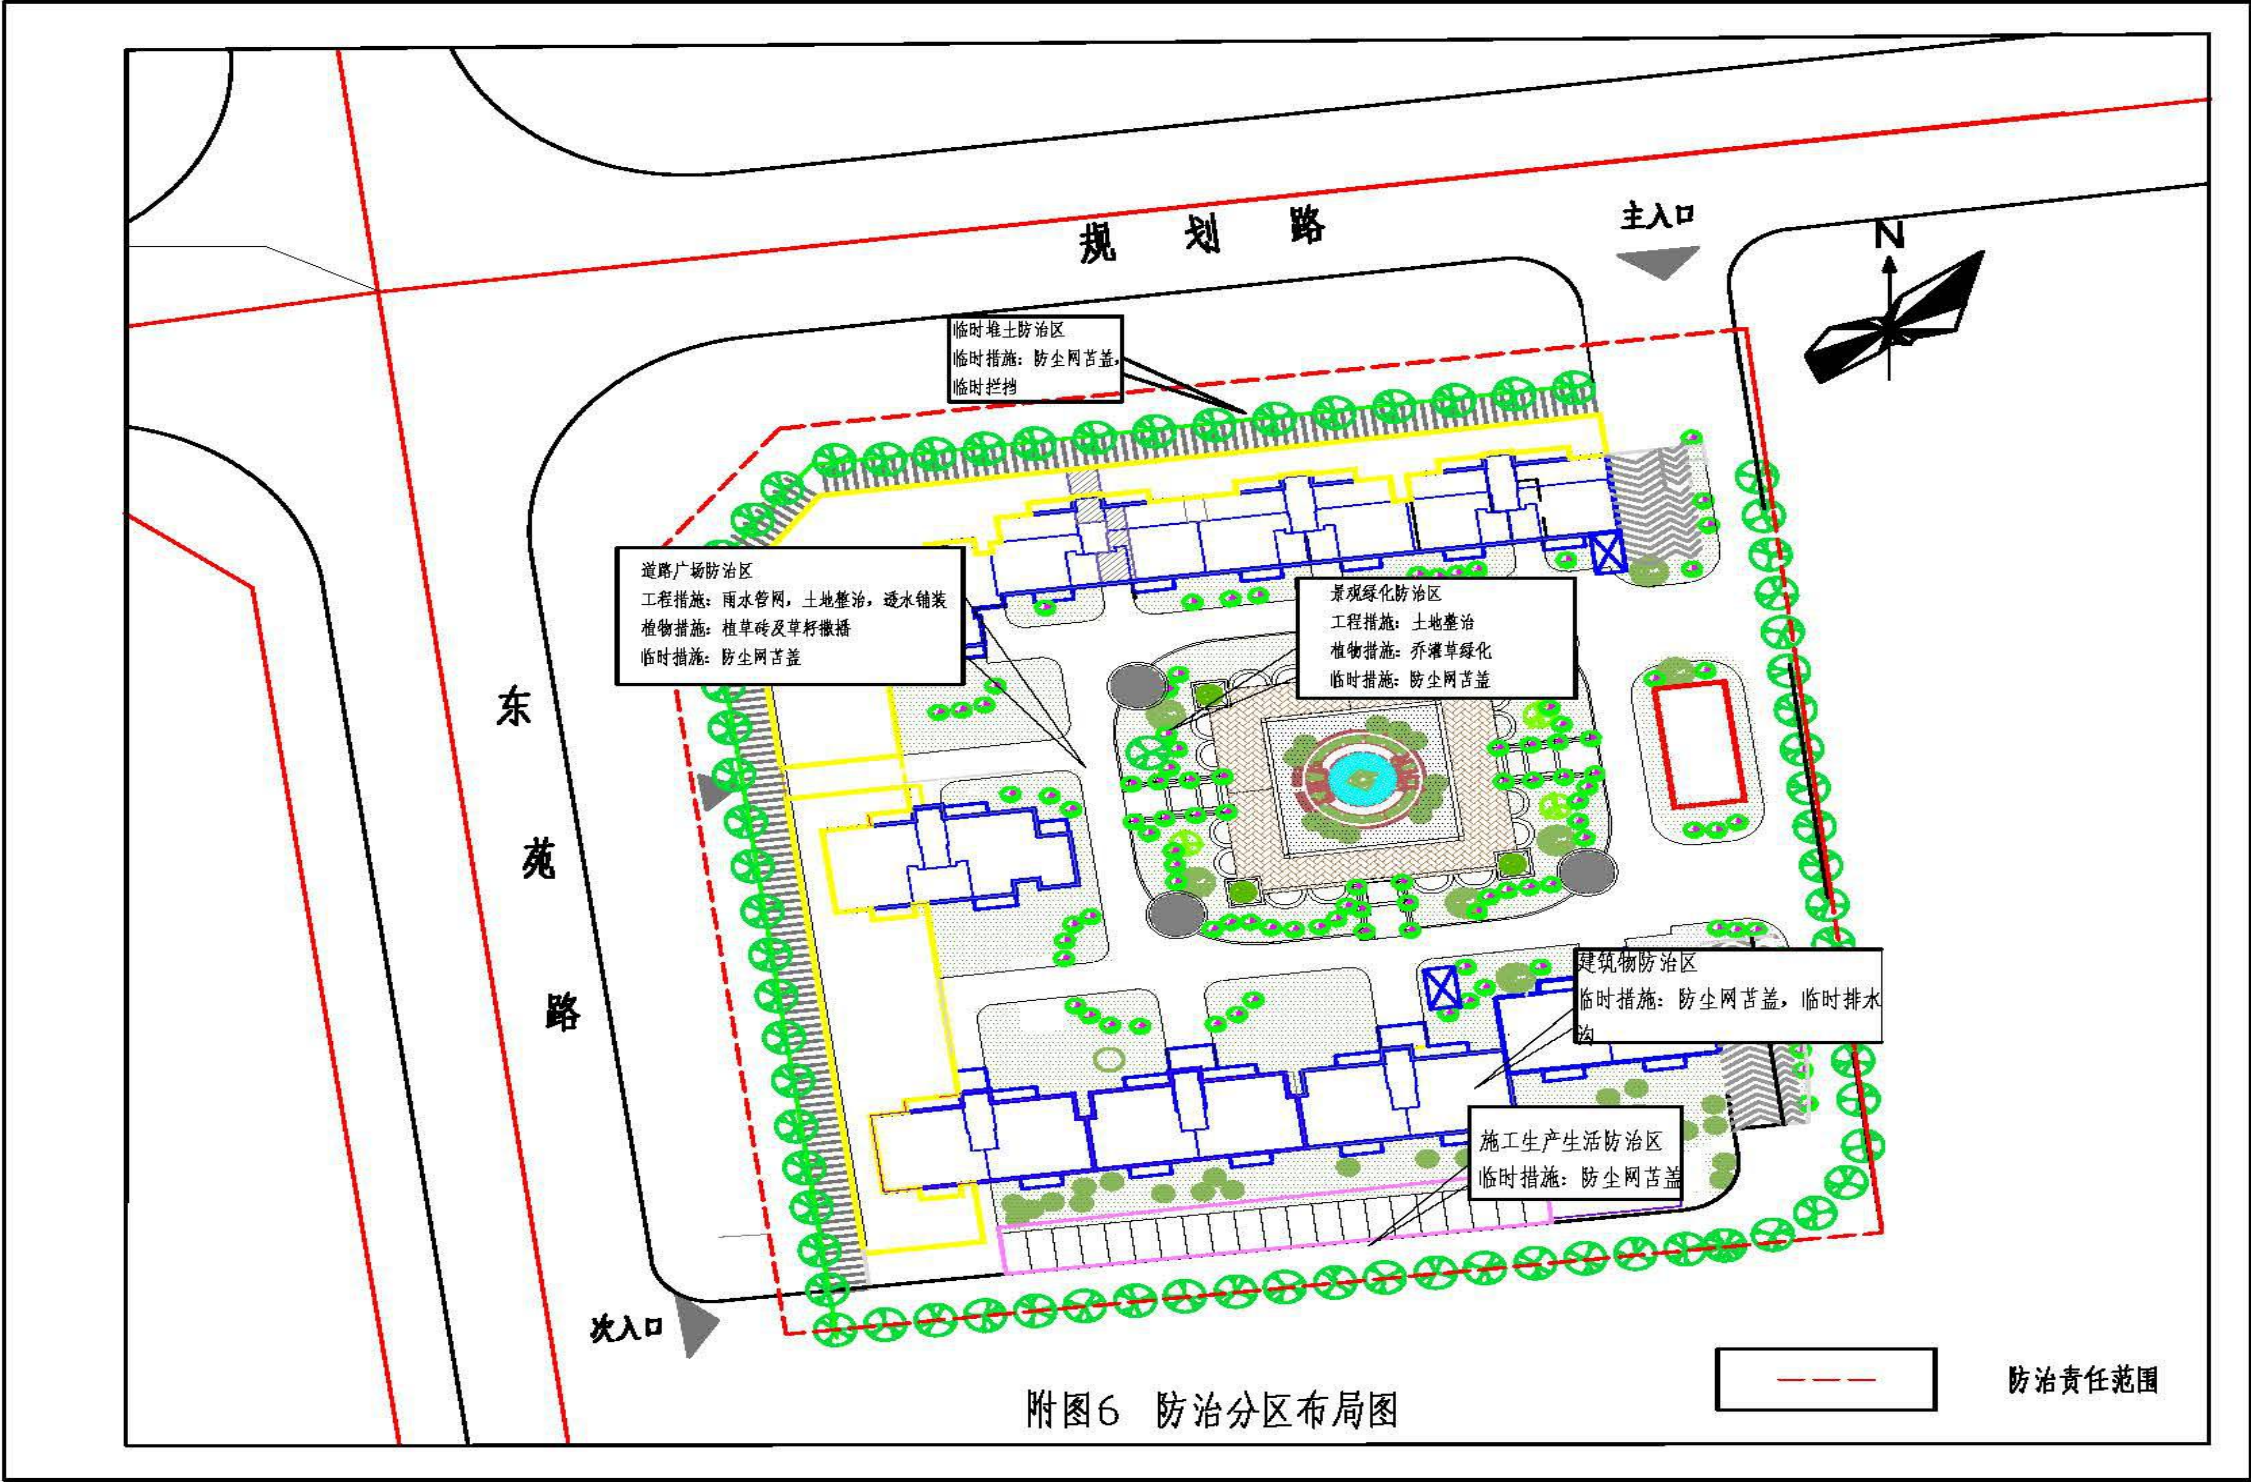 规划路
主入口
N
临时堆土防治区
临时措施：防尘网苫盖，
临时拦挡
道路广场防治区
工程措施：雨水管网，土地整治，透水铺装
植物措施：植草砖及草籽撒播
临时措施：防尘网苫盖
景观绿化防治区
工程措施：土地整治
植物措施：乔灌草绿化
临时措施：防尘网苫盖
东苑路
建筑物防治区
临时措施：防尘网苫盖，临时排水
沟
施工生产生活防治区
临时措施：防尘网苫盖
次入口
防治责任范围
附图6 防治分区布局图